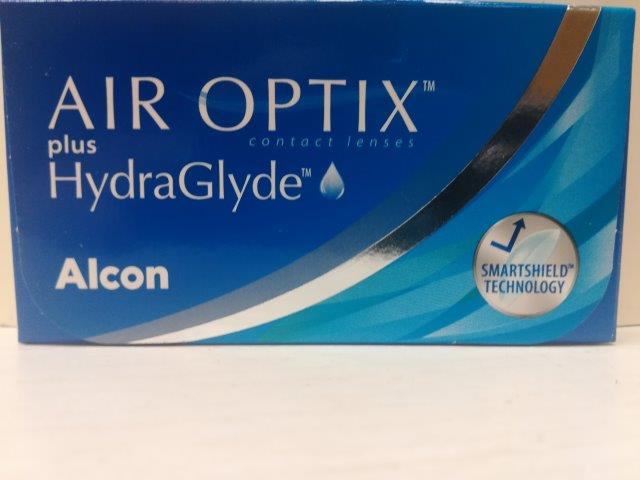 AIR OPTIX™
contact lenses
plus
HydraGlyde™
Alcon
SMARTSHIELD™
TECHNOLOGY